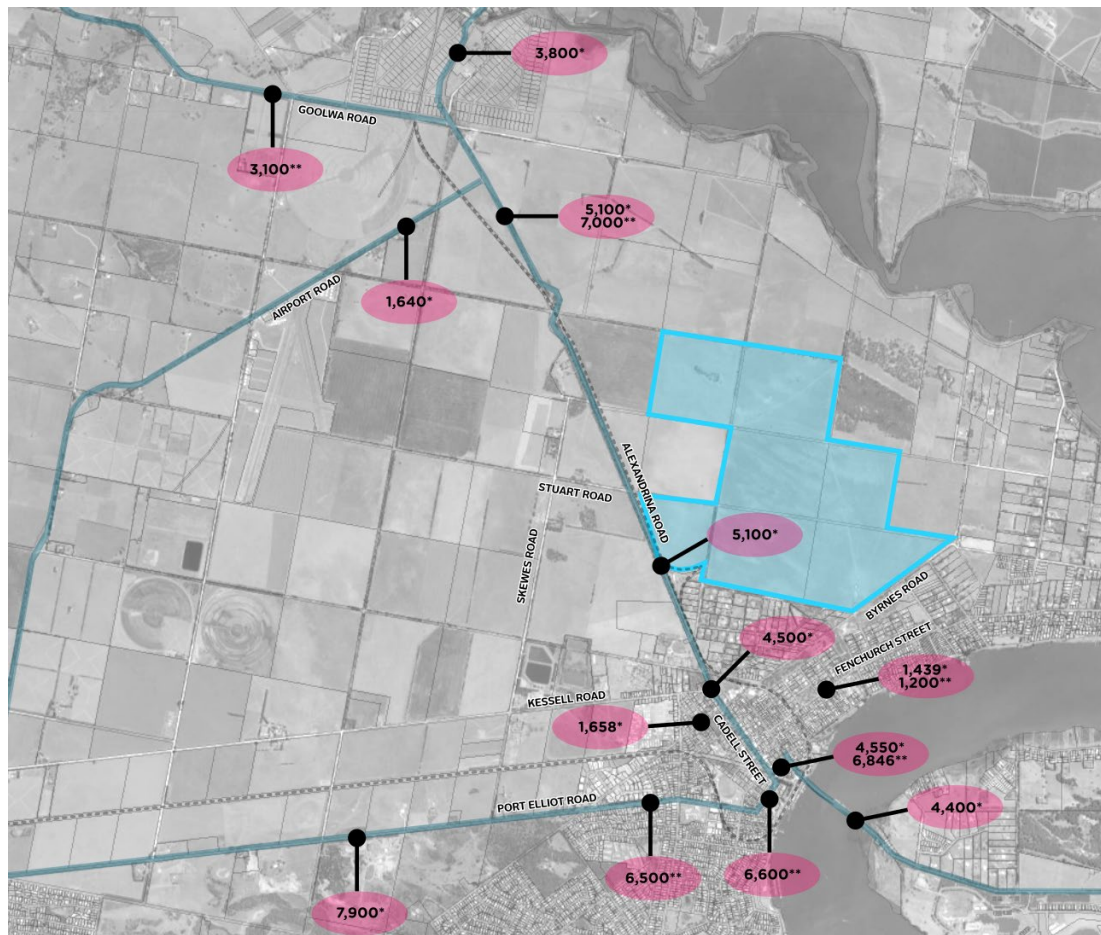 3,800*
GOOLWA ROAD
3,100**
5,100*
7,000**
AIRPORT ROAD
1,640*
ALEXANDRINA ROAD
STUART ROAD
5,100*
SKEWES ROAD
BYRNES ROAD
4,500*
FENCHURCH STREET
1,439*
1,200**
KESSELL ROAD
1,658*
CADELL STREET
4,550*
6,846**
PORT ELLIOT ROAD
4,400*
6,500**
6,600**
7,900*